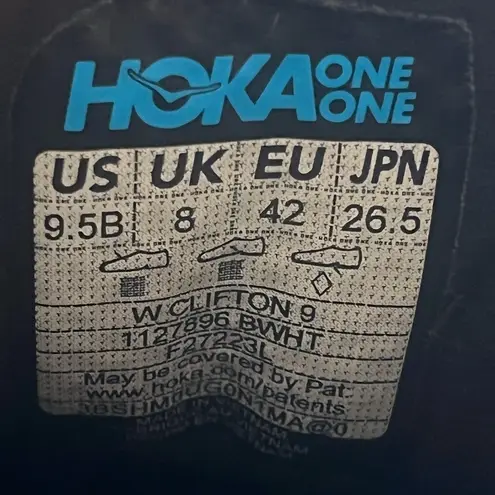 HOKA ONE ONE
US UK EU JPN
9.5B 8 42 26.5
W CLIFTON 9
1127896 BWHT
F27223L
May be covered by Pat.
www.hoka.com/patents